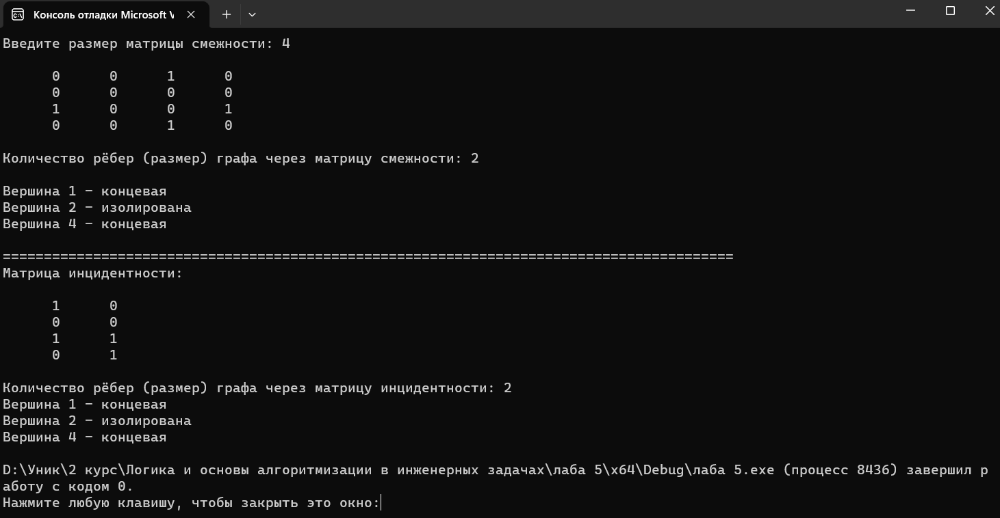 Консоль отладки Microsoft V
Введите размер матрицы смежности: 4
0 0 1 0
0 0 0 0
1 0 0 1
0 0 1 0
Количество рёбер (размер) графа через матрицу смежности: 2
Вершина 1 - концевая
Вершина 2 - изолирована
Вершина 4 - концевая
=========================================================================================
Матрица инцидентности:
1 0
0 0
1 1
0 1
Количество рёбер (размер) графа через матрицу инцидентности: 2
Вершина 1 - концевая
Вершина 2 - изолирована
Вершина 4 - концевая
D:\Уник\2 курс\Логика и основы алгоритмизации в инженерных задачах\лаба 5\x64\Debug\лаба 5.exe (процесс 8436) завершил р
аботу с кодом 0.
Нажмите любую клавишу, чтобы закрыть это окно: